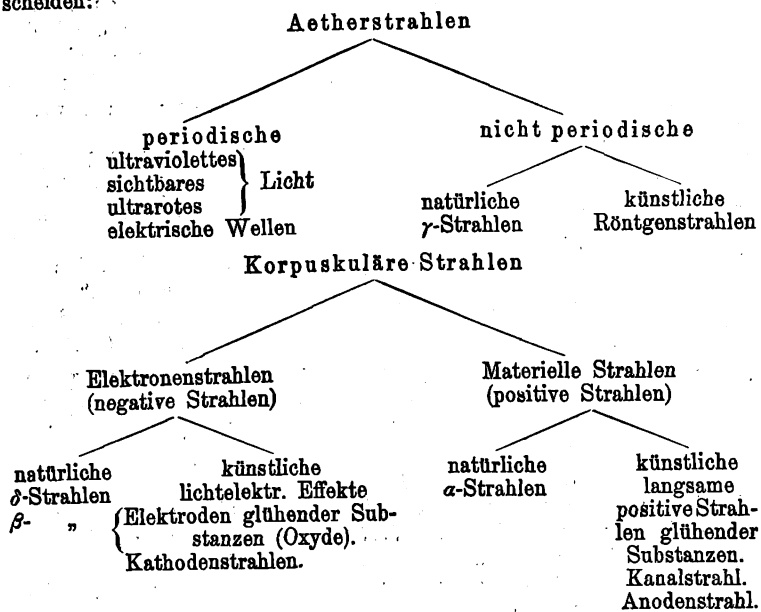 scheiden:
Aetherstrahlen
periodische
ultraviolettes
sichtbares
ultrarotes
Licht
elektrische Wellen
nicht periodische
natürliche
γ-Strahlen
künstliche
Röntgenstrahlen
Korpuskuläre Strahlen
Elektronenstrahlen
(negative Strahlen)
natürliche
δ-Strahlen
β- „
künstliche
lichtelektr. Effekte
Elektroden glühender Sub-
stanzen (Oxyde).
Kathodenstrahlen.
Materielle Strahlen
(positive Strahlen)
natürliche
α-Strahlen
künstliche
langsame
positive Strah-
len glühender
Substanzen.
Kanalstrahl.
Anodenstrahl.